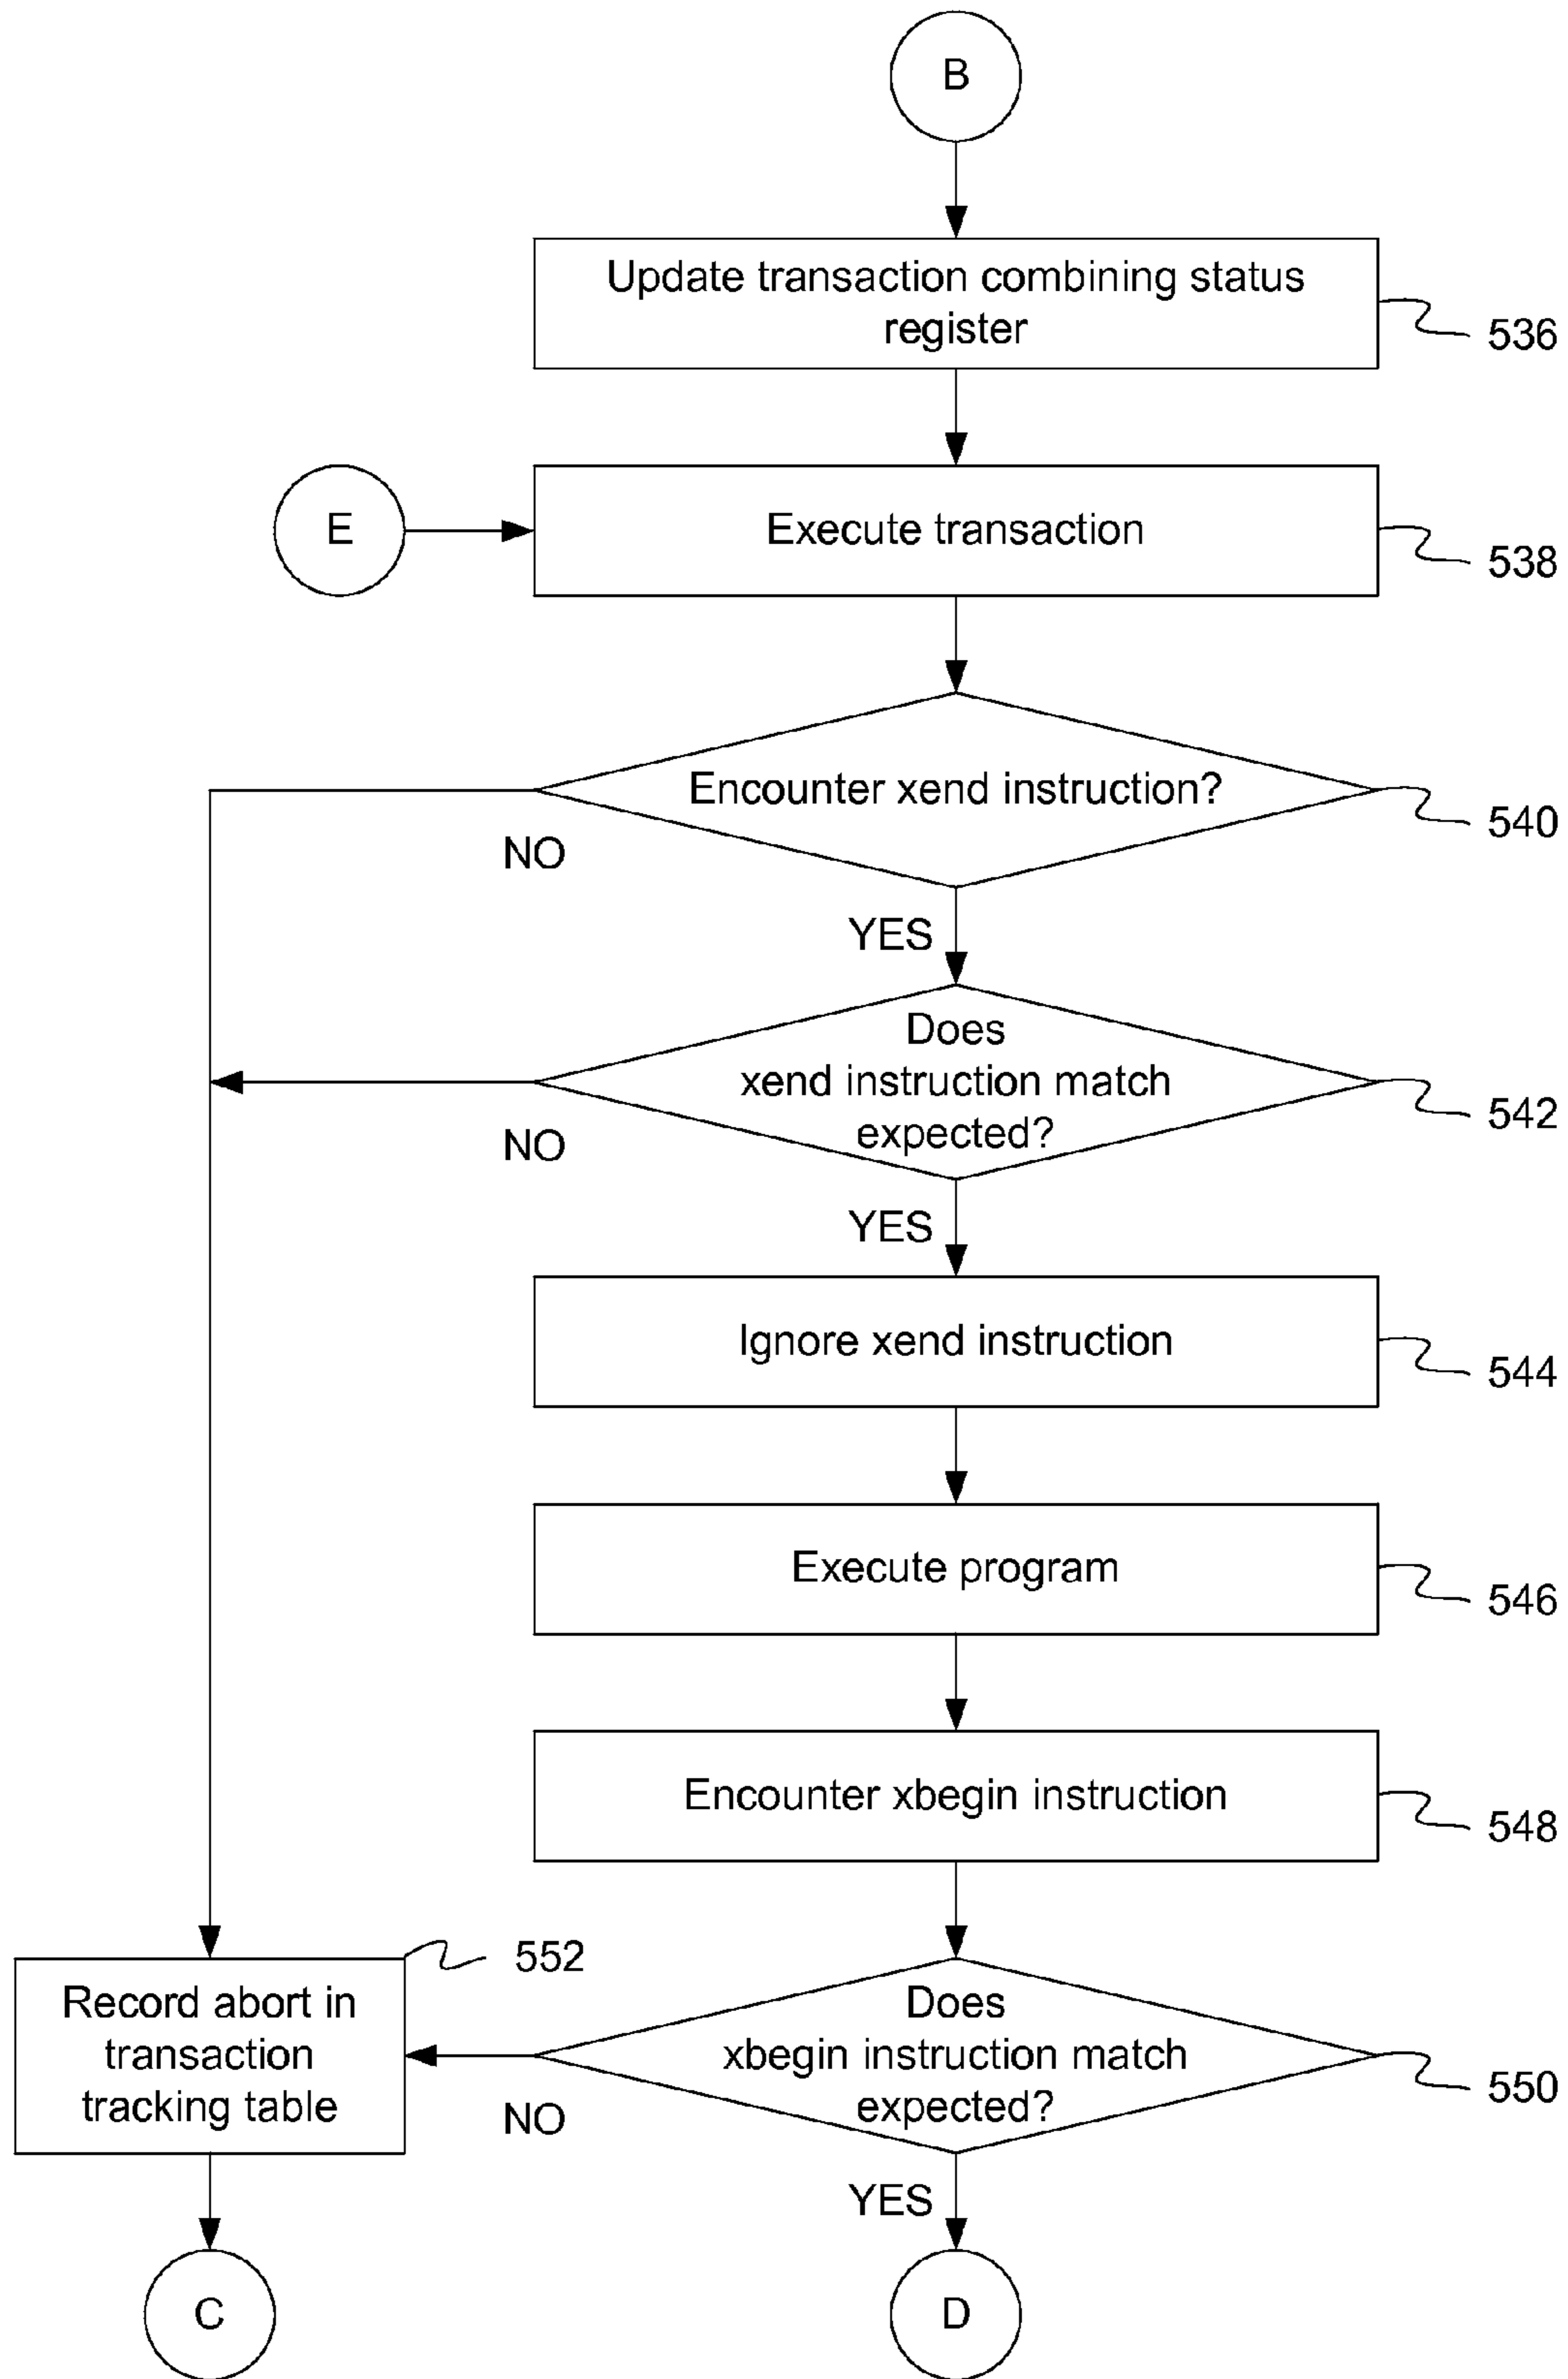 B
Update transaction combining status
register
536
E
Execute transaction
538
Encounter xend instruction?
540
NO
YES
Does
xend instruction match
expected?
542
NO
YES
Ignore xend instruction
544
Execute program
546
Encounter xbegin instruction
548
552
Record abort in
transaction
tracking table
Does
xbegin instruction match
expected?
550
NO
YES
C
D